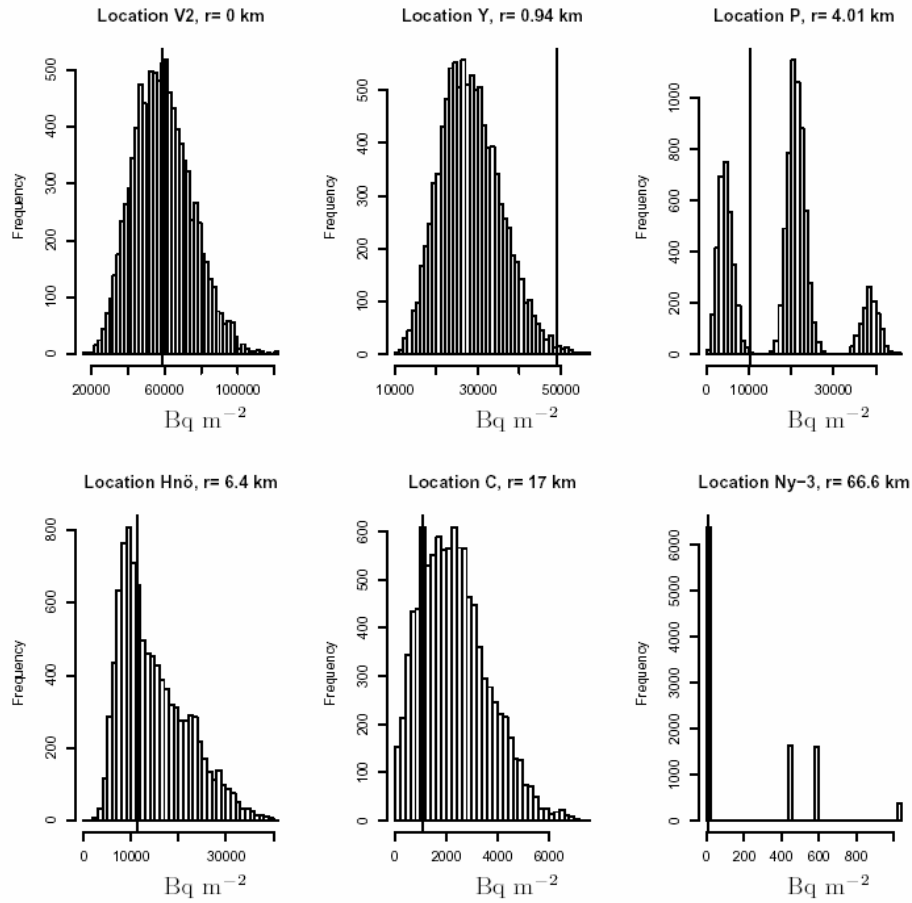 Location V2, r= 0 km
Frequency
0 100 200 300 400 500
20000 60000 100000
Bq m−2
Location Y, r= 0.94 km
Frequency
0 100 200 300 400 500
10000 30000 50000
Bq m−2
Location P, r= 4.01 km
Frequency
0 200 400 600 800 1000
0 10000 30000
Bq m−2
Location Hnö, r= 6.4 km
Frequency
0 200 400 600 800
0 10000 30000
Bq m−2
Location C, r= 17 km
Frequency
0 100 200 300 400 500 600
0 2000 4000 6000
Bq m−2
Location Ny−3, r= 66.6 km
Frequency
0 1000 2000 3000 4000 5000 6000
0 200 400 600 800
Bq m−2